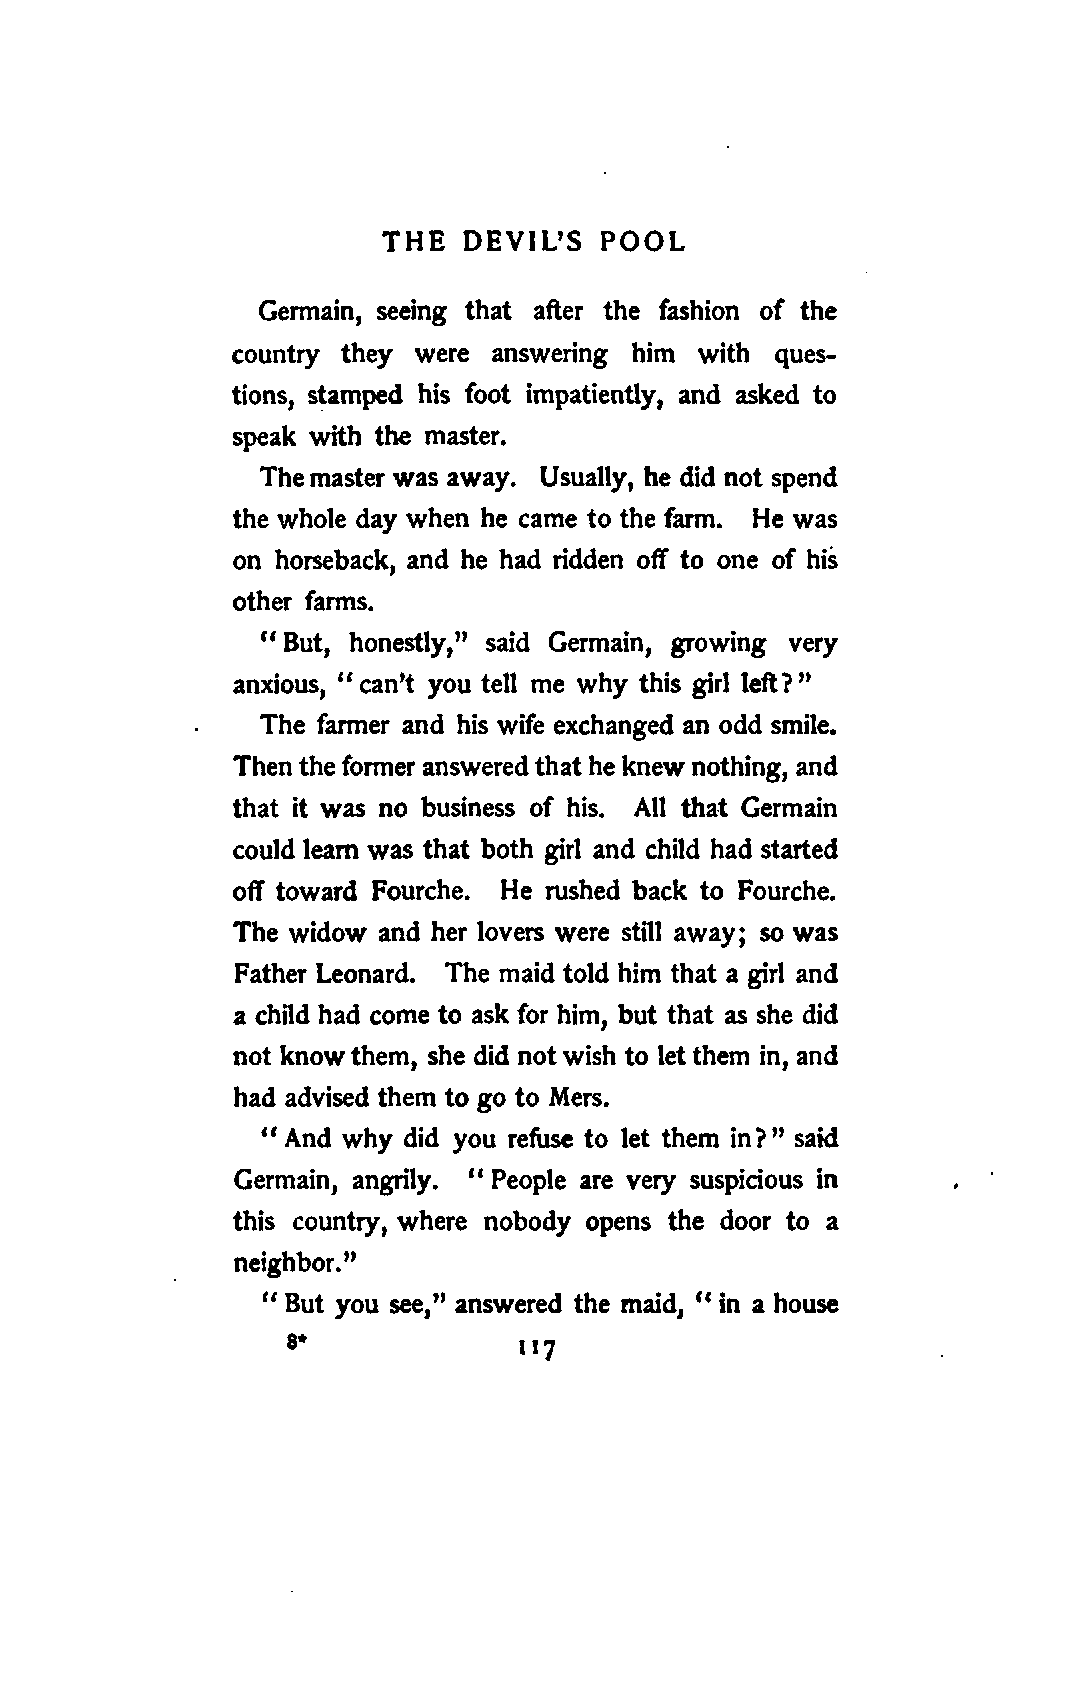 THE DEVIL'S POOL
Germain, seeing that after the fashion of the
country they were answering him with ques-
tions, stamped his foot impatiently, and asked to
speak with the master.
The master was away. Usually, he did not spend
the whole day when he came to the farm. He was
on horseback, and he had ridden off to one of his
other farms.
"But, honestly," said Germain, growing very
anxious, "can't you tell me why this girl left?"
The farmer and his wife exchanged an odd smile.
Then the former answered that he knew nothing, and
that it was no business of his. All that Germain
could learn was that both girl and child had started
off toward Fourche. He rushed back to Fourche.
The widow and her lovers were still away; so was
Father Leonard. The maid told him that a girl and
a child had come to ask for him, but that as she did
not know them, she did not wish to let them in, and
had advised them to go to Mers.
"And why did you refuse to let them in?" said
Germain, angrily. "People are very suspicious in
this country, where nobody opens the door to a
neighbor."
"But you see," answered the maid, "in a house
8* 117